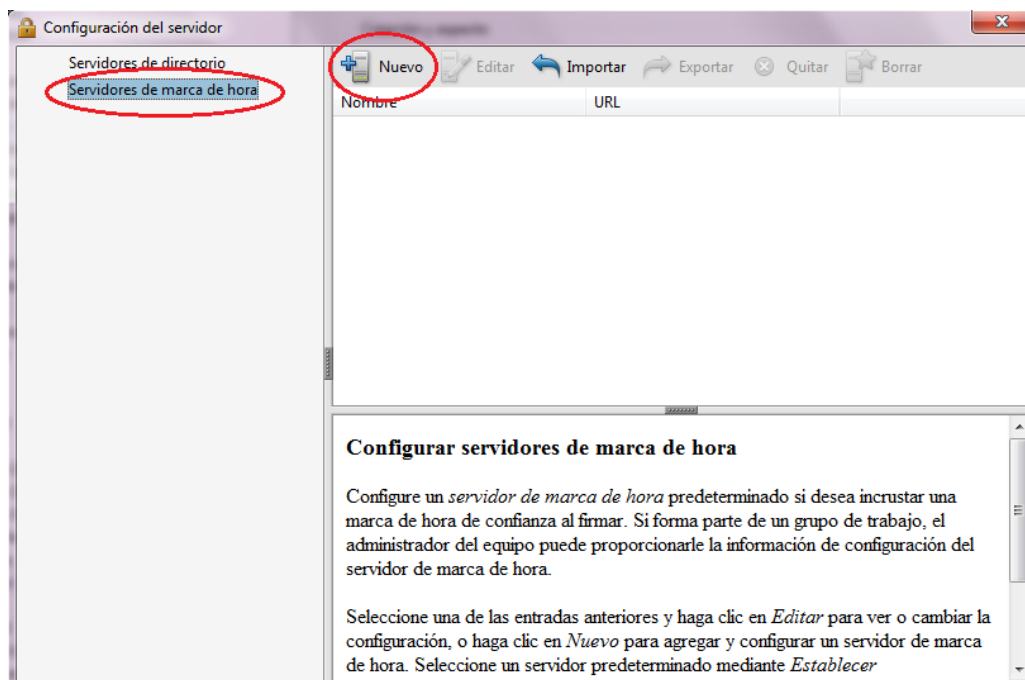 Configuración del servidor
Servidores de directorio
Servidores de marca de hora
Nuevo Editar Importar Exportar Quitar Borrar
Nombre URL
Configurar servidores de marca de hora
Configure un servidor de marca de hora predeterminado si desea incrustar una
marca de hora de confianza al firmar. Si forma parte de un grupo de trabajo, el
administrador del equipo puede proporcionarle la información de configuración del
servidor de marca de hora.
Seleccione una de las entradas anteriores y haga clic en Editar para ver o cambiar la
configuración, o haga clic en Nuevo para agregar y configurar un servidor de marca
de hora. Seleccione un servidor predeterminado mediante Establecer